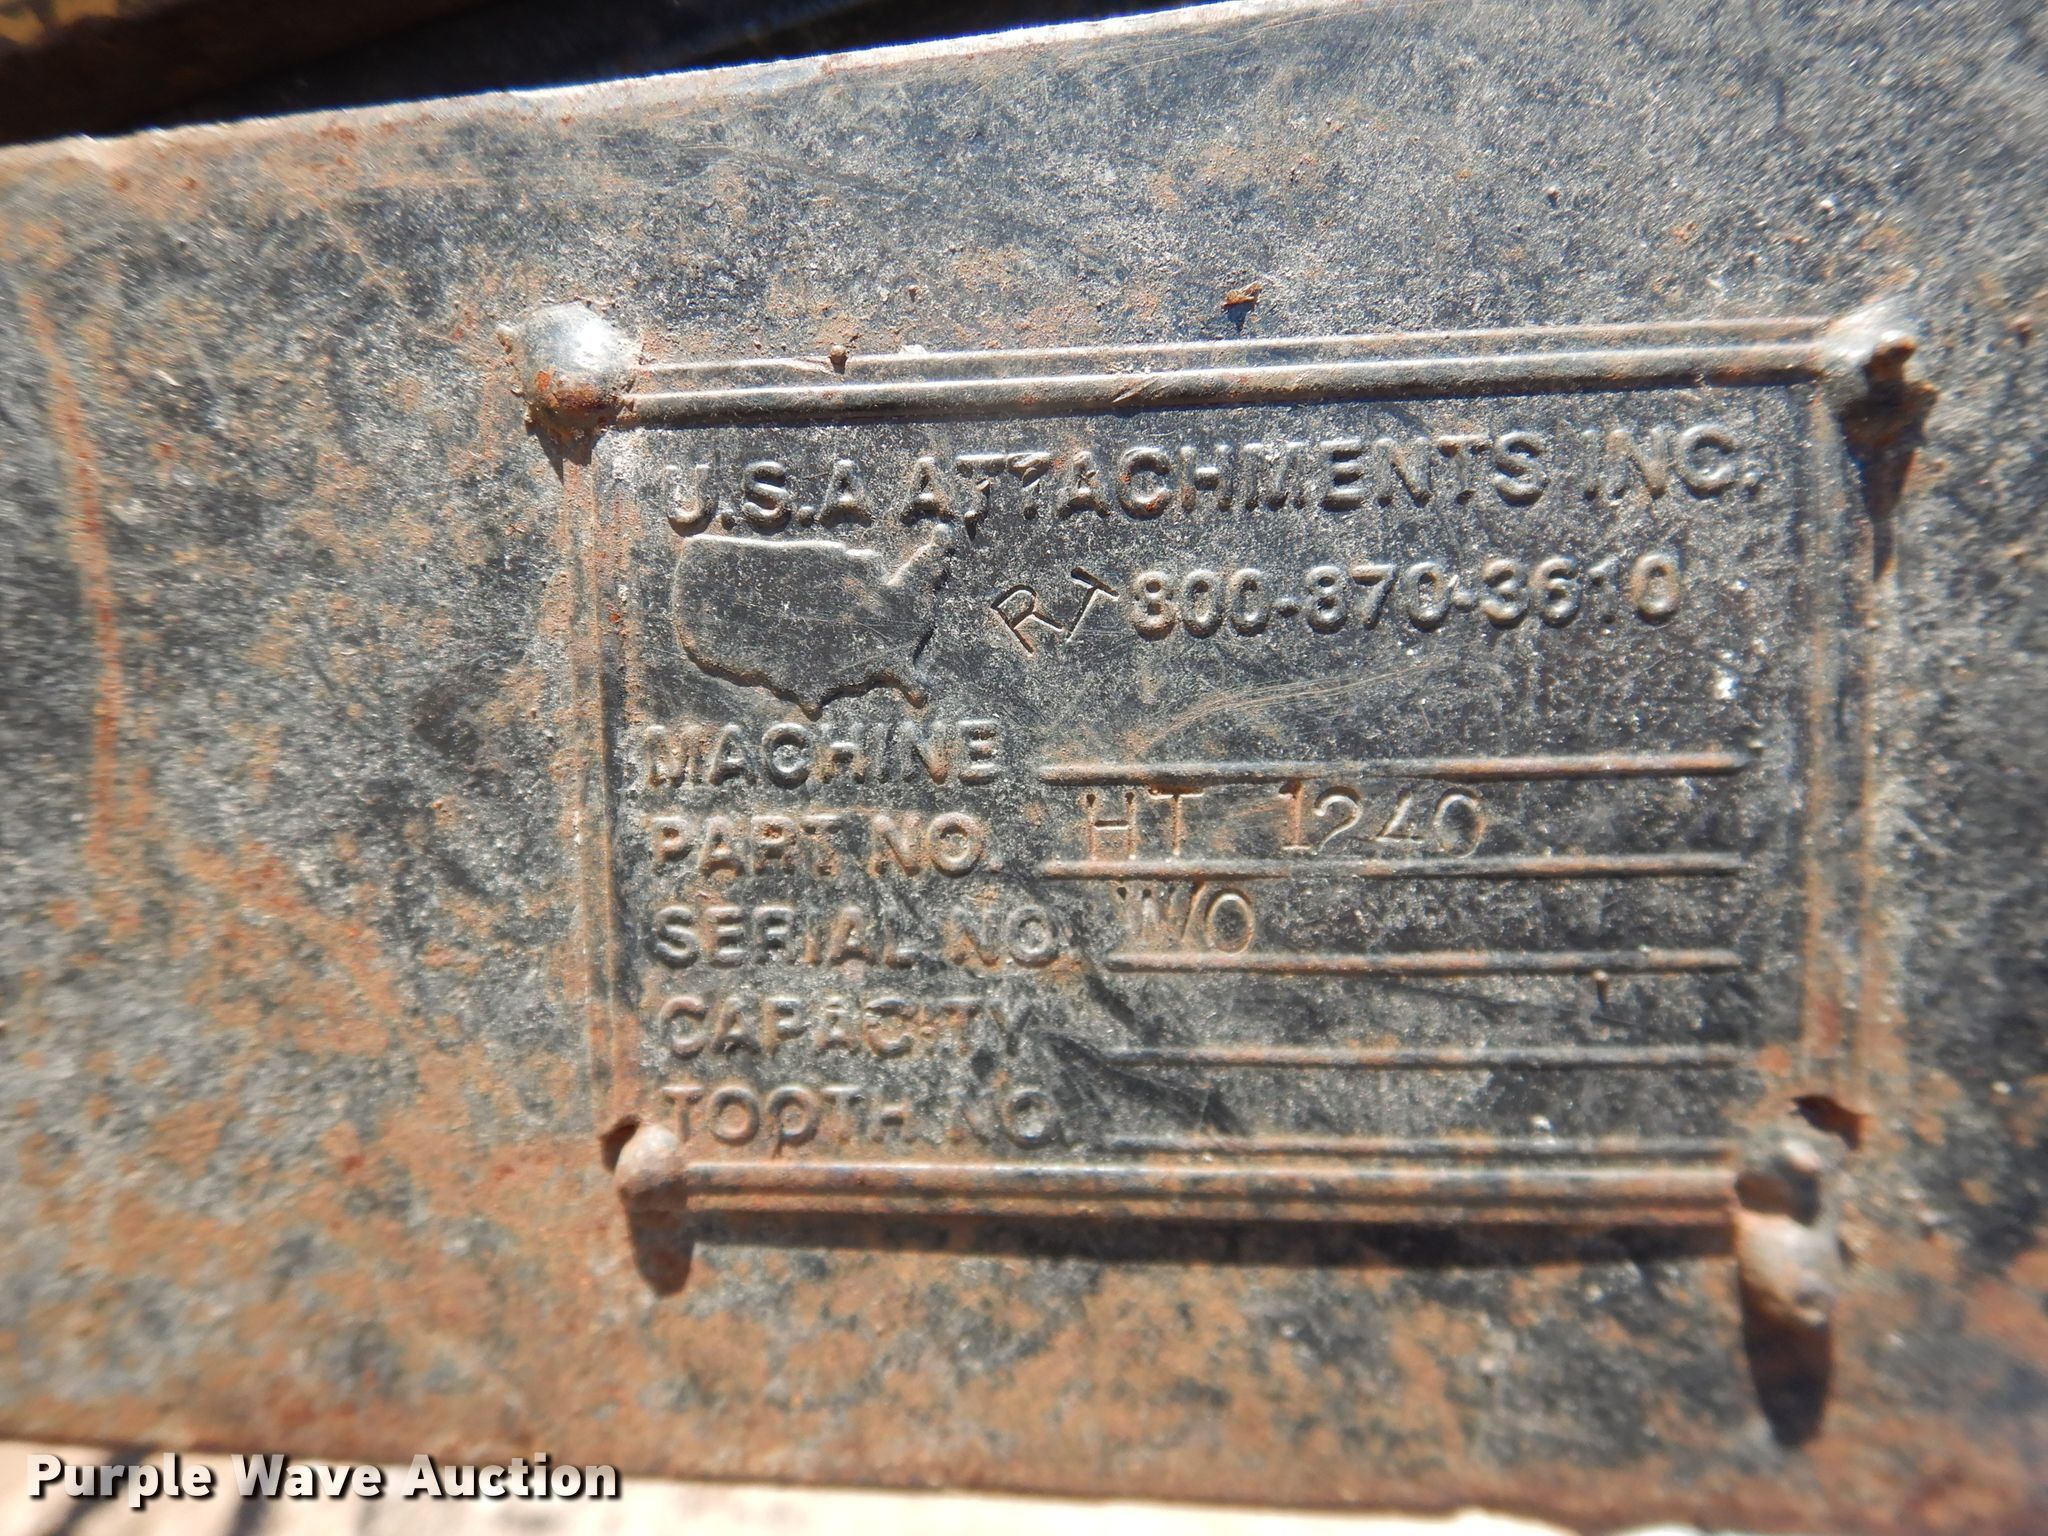 U.S.A ATTACHMENTS INC.
RT 800-870-3610
MACHINE
PART NO. HT 1240
SERIAL NO. W0
CAPACITY
TOOTH NO.
Purple Wave Auction